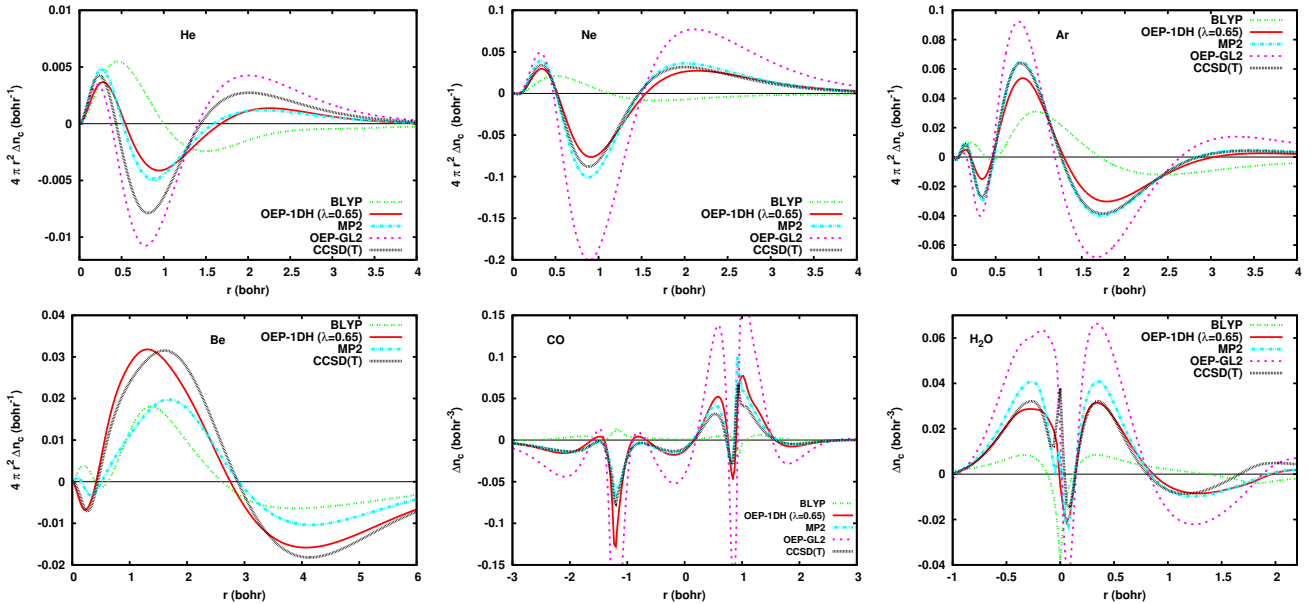 He
BLYP
OEP-1DH (λ=0.65)
MP2
OEP-GL2
CCSD(T)
4 π r² Δn_c (bohr⁻¹)
0.01
0.005
0
-0.005
-0.01
0 0.5 1 1.5 2 2.5 3 3.5 4
r (bohr)
Ne
BLYP
OEP-1DH (λ=0.65)
MP2
OEP-GL2
CCSD(T)
4 π r² Δn_c (bohr⁻¹)
0.1
0.05
0
-0.05
-0.1
-0.15
-0.2
0 0.5 1 1.5 2 2.5 3 3.5 4
r (bohr)
Ar
BLYP
OEP-1DH (λ=0.65)
MP2
OEP-GL2
CCSD(T)
4 π r² Δn_c (bohr⁻¹)
0.1
0.08
0.06
0.04
0.02
0
-0.02
-0.04
-0.06
0 0.5 1 1.5 2 2.5 3 3.5 4
r (bohr)
Be
BLYP
OEP-1DH (λ=0.65)
MP2
CCSD(T)
4 π r² Δn_c (bohr⁻¹)
0.04
0.03
0.02
0.01
0
-0.01
-0.02
0 1 2 3 4 5 6
r (bohr)
CO
BLYP
OEP-1DH (λ=0.65)
MP2
OEP-GL2
CCSD(T)
Δn_c (bohr⁻³)
0.15
0.1
0.05
0
-0.05
-0.1
-0.15
-3 -2 -1 0 1 2 3
r (bohr)
H₂O
BLYP
OEP-1DH (λ=0.65)
MP2
OEP-GL2
CCSD(T)
Δn_c (bohr⁻³)
0.06
0.04
0.02
0
-0.02
-0.04
-1 -0.5 0 0.5 1 1.5 2
r (bohr)